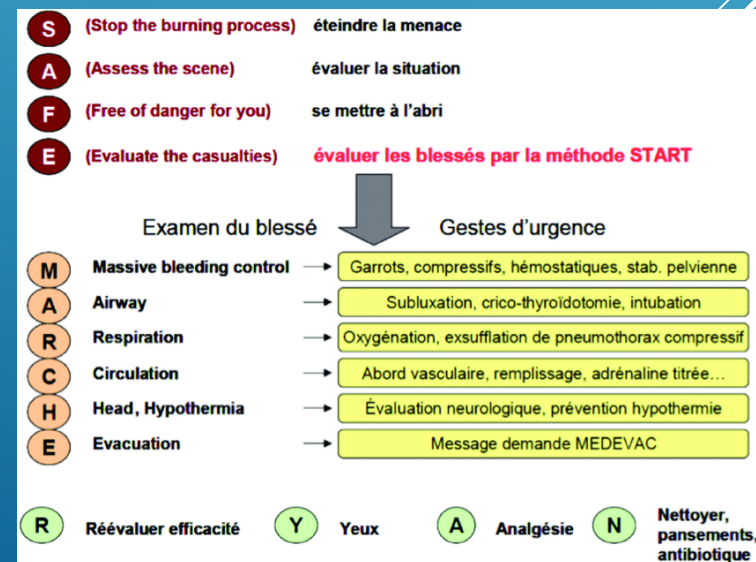 S (Stop the burning process) éteindre la menace
A (Assess the scene) évaluer la situation
F (Free of danger for you) se mettre à l'abri
E (Evaluate the casualties) évaluer les blessés par la méthode START
Examen du blessé Gestes d'urgence
M Massive bleeding control Garrots, compressifs, hémostatiques, stab. pelvienne
A Airway Subluxation, crico-thyroïdotomie, intubation
R Respiration Oxygénation, exsufflation de pneumothorax compressif
C Circulation Abord vasculaire, remplissage, adrénaline titrée…
H Head, Hypothermia Évaluation neurologique, prévention hypothermie
E Evacuation Message demande MEDEVAC
R Réévaluer efficacité Y Yeux A Analgésie N Nettoyer,
pansements,
antibiotique